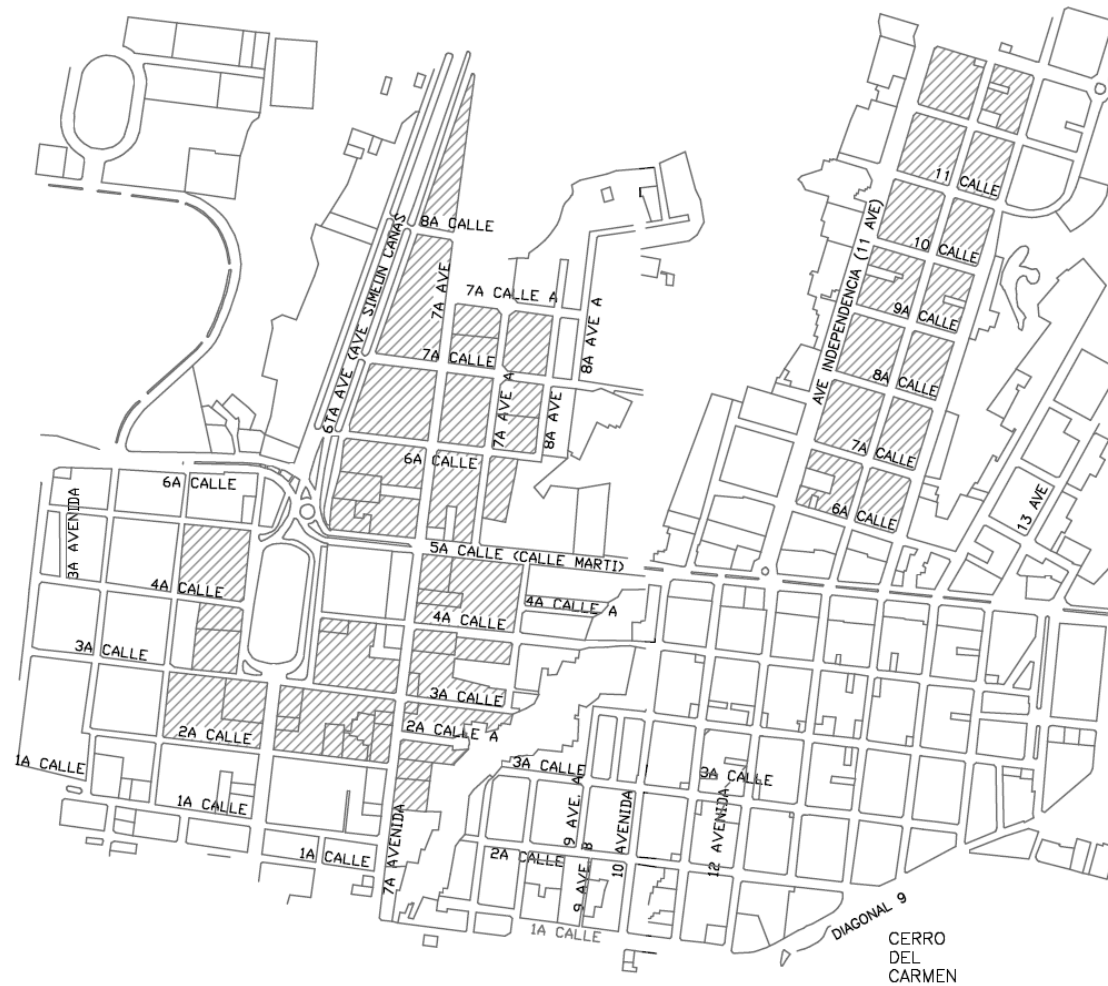 11 CALLE
8A CALLE
AVE INDEPENDENCIA (11 AVE)
10 CALLE
6TA AVE (AVE SIMEON CANAS
7A AVE
7A CALLE A
9A CALLE
8A AVE A
7A CALLE
8A CALLE
7A AVE A
8A AVE
7A CALLE
6A CALLE
6A CALLE
3A AVENIDA
6A CALLE
13 AVE
5A CALLE (CALLE MARTI)
4A CALLE
4A CALLE A
4A CALLE
3A CALLE
3A CALLE
2A CALLE
2A CALLE A
1A CALLE
3A CALLE
3A CALLE
1A CALLE
9 AVE. A
10 AVENIDA
12 AVENIDA
7A AVENIDA
1A CALLE
2A CALLE
9 AVE. B
1A CALLE
DIAGONAL 9
CERRO
DEL
CARMEN